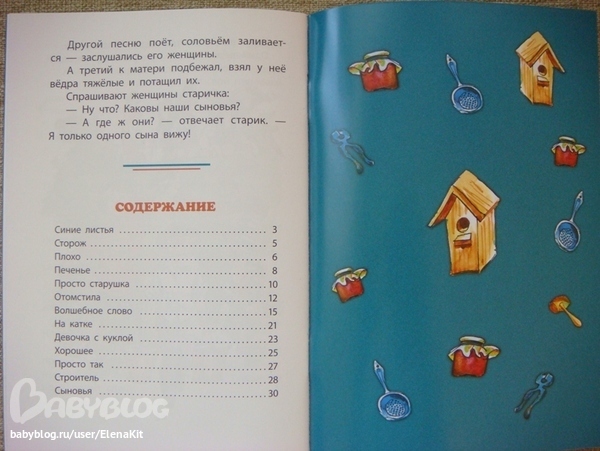 Другой песню поёт, соловьём заливает-
ся — заслушались его женщины.
А третий к матери подбежал, взял у неё
вёдра тяжёлые и потащил их.
Спрашивают женщины старичка:
— Ну что? Каковы наши сыновья?
— А где ж они? — отвечает старик. —
Я только одного сына вижу!
СОДЕРЖАНИЕ
Синие листья 3
Сторож 5
Плохо 6
Печенье 8
Просто старушка 10
Отомстила 12
Волшебное слово 15
На катке 21
Девочка с куклой 23
Хорошее 25
Просто так 27
Строитель 28
Сыновья 30
BABYBLOG
babyblog.ru/user/ElenaKit